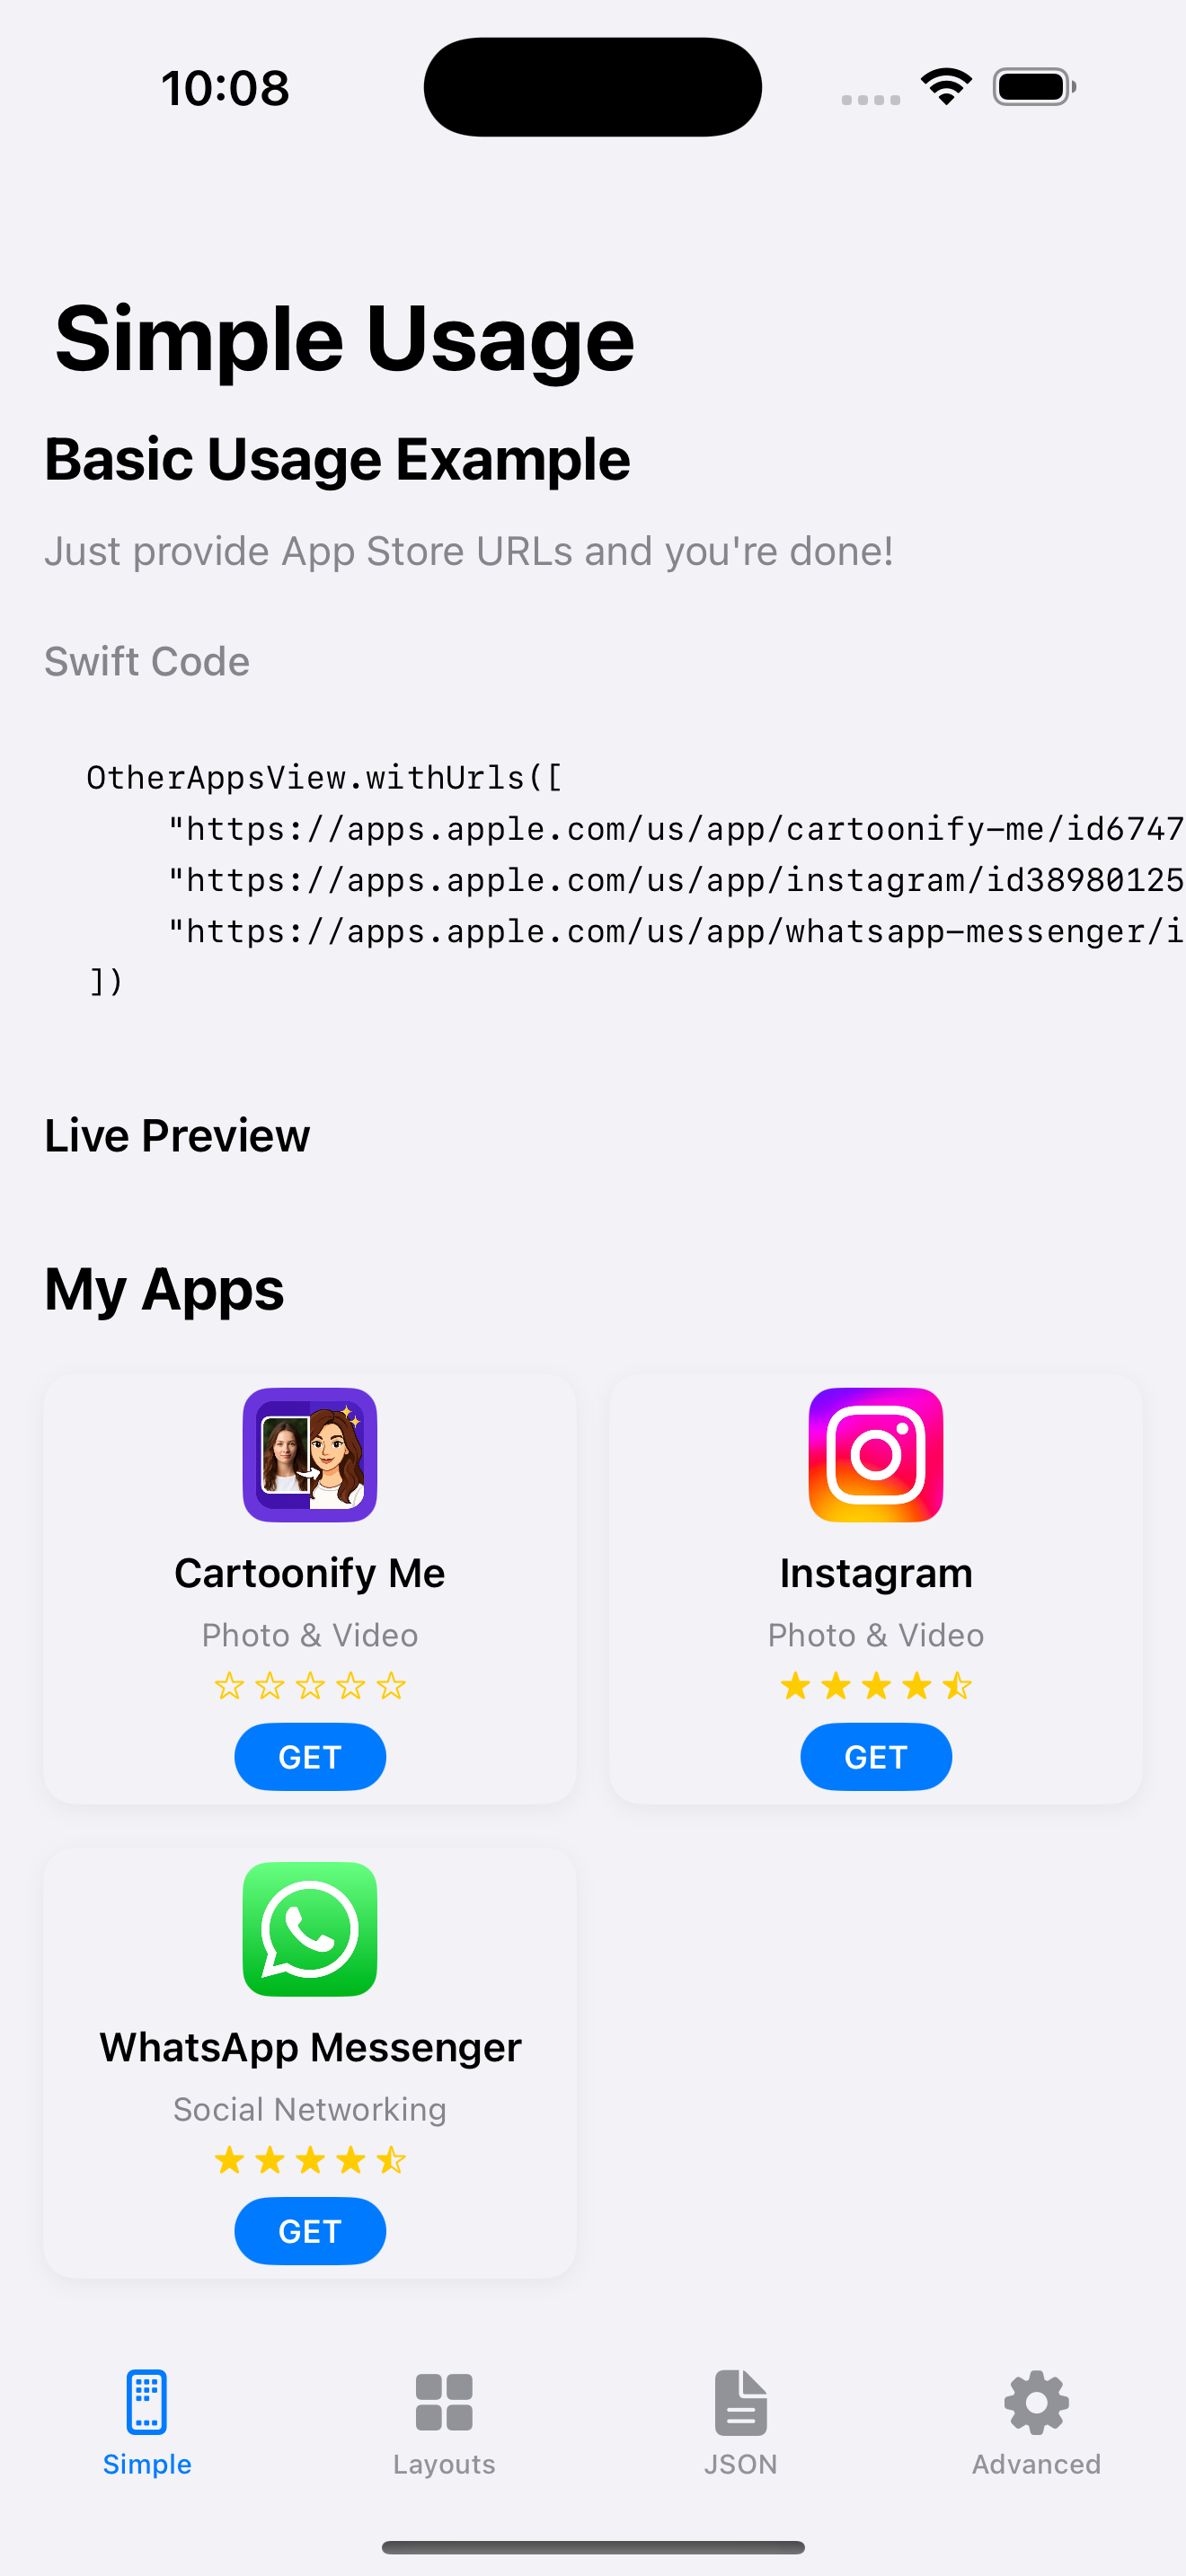 10:08
Simple Usage
Basic Usage Example
Just provide App Store URLs and you're done!
Swift Code
OtherAppsView.withUrls([
    "https://apps.apple.com/us/app/cartoonify-me/id6747
    "https://apps.apple.com/us/app/instagram/id38980125
    "https://apps.apple.com/us/app/whatsapp-messenger/i
])
Live Preview
My Apps
Cartoonify Me
Photo & Video
GET
Instagram
Photo & Video
GET
WhatsApp Messenger
Social Networking
GET
Simple
Layouts
JSON
Advanced